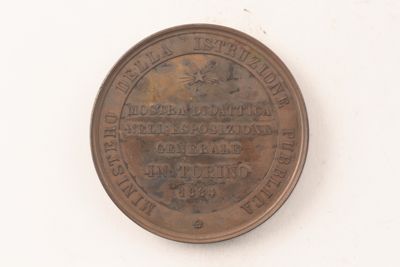 MINISTERO DELLA ISTRUZIONE PUBBLICA
MOSTRA DIDATTICA
NELL'ESPOSIZIONE
GENERALE
IN TORINO
1884